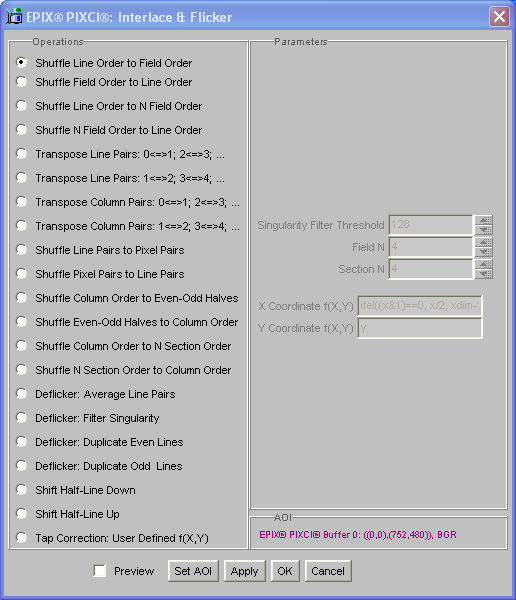 EPIX® PIXCI®: Interlace & Flicker
Operations
Shuffle Line Order to Field Order
Shuffle Field Order to Line Order
Shuffle Line Order to N Field Order
Shuffle N Field Order to Line Order
Transpose Line Pairs: 0<=>1; 2<=>3; ...
Transpose Line Pairs: 1<=>2; 3<=>4; ...
Transpose Column Pairs: 0<=>1; 2<=>3; ...
Transpose Column Pairs: 1<=>2; 3<=>4; ...
Shuffle Line Pairs to Pixel Pairs
Shuffle Pixel Pairs to Line Pairs
Shuffle Column Order to Even-Odd Halves
Shuffle Even-Odd Halves to Column Order
Shuffle Column Order to N Section Order
Shuffle N Section Order to Column Order
Deflicker: Average Line Pairs
Deflicker: Filter Singularity
Deflicker: Duplicate Even Lines
Deflicker: Duplicate Odd  Lines
Shift Half-Line Down
Shift Half-Line Up
Tap Correction: User Defined f(X,Y)
Parameters
Singularity Filter Threshold 128
Field N 4
Section N 4
X Coordinate f(X,Y) ifel((x&1)==0, x/2, xdim-
Y Coordinate f(X,Y) y
AOI
EPIX® PIXCI® Buffer 0: ((0,0),(752,480)), BGR
Preview Set AOI Apply OK Cancel